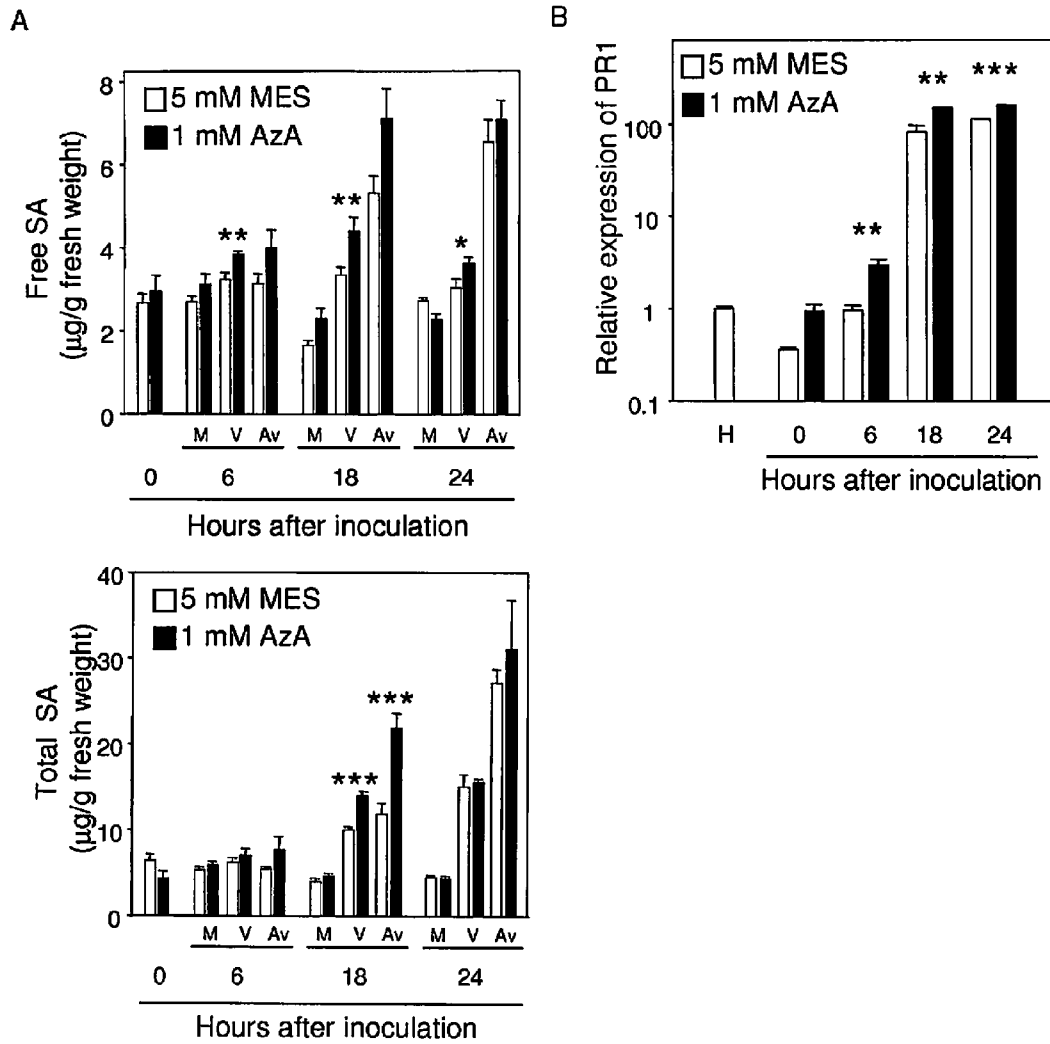 A
8
6
4
2
0
Free SA
(µg/g fresh weight)
5 mM MES
1 mM AzA
**
**
*
M V Av M V Av M V Av
0 6 18 24
Hours after inoculation
B
100
10
1
0.1
Relative expression of PR1
5 mM MES
1 mM AzA
**
**
***
H 0 6 18 24
Hours after inoculation
40
30
20
10
0
Total SA
(µg/g fresh weight)
5 mM MES
1 mM AzA
***
***
M V Av M V Av M V Av
0 6 18 24
Hours after inoculation